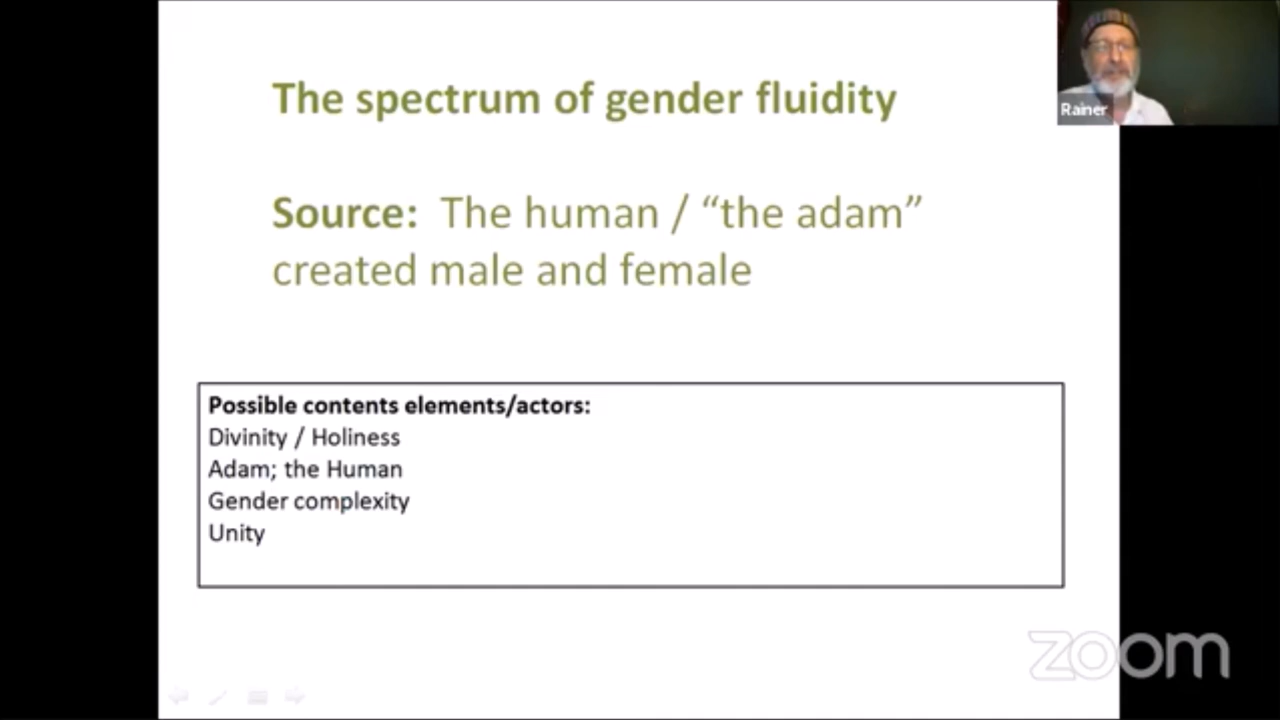 The spectrum of gender fluidity
Source: The human / “the adam”
created male and female
Possible contents elements/actors:
Divinity / Holiness
Adam; the Human
Gender complexity
Unity
Rainer
zoom